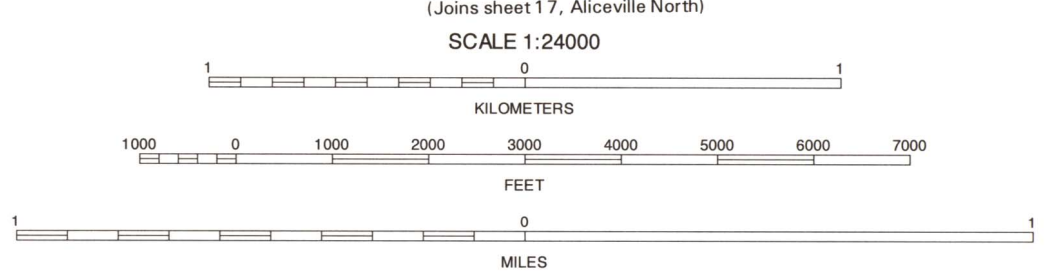 (Joins sheet 17, Aliceville North)
SCALE 1:24000
1 0 1
KILOMETERS
1000 0 1000 2000 3000 4000 5000 6000 7000
FEET
1 0 1
MILES